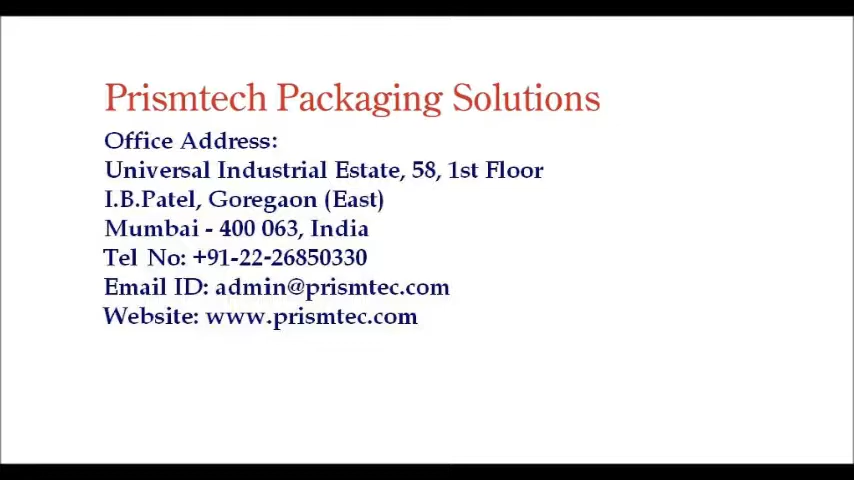 Prismtech Packaging Solutions
Office Address:
Universal Industrial Estate, 58, 1st Floor
I.B.Patel, Goregaon (East)
Mumbai - 400 063, India
Tel No: +91-22-26850330
Email ID: admin@prismtec.com
Website: www.prismtec.com